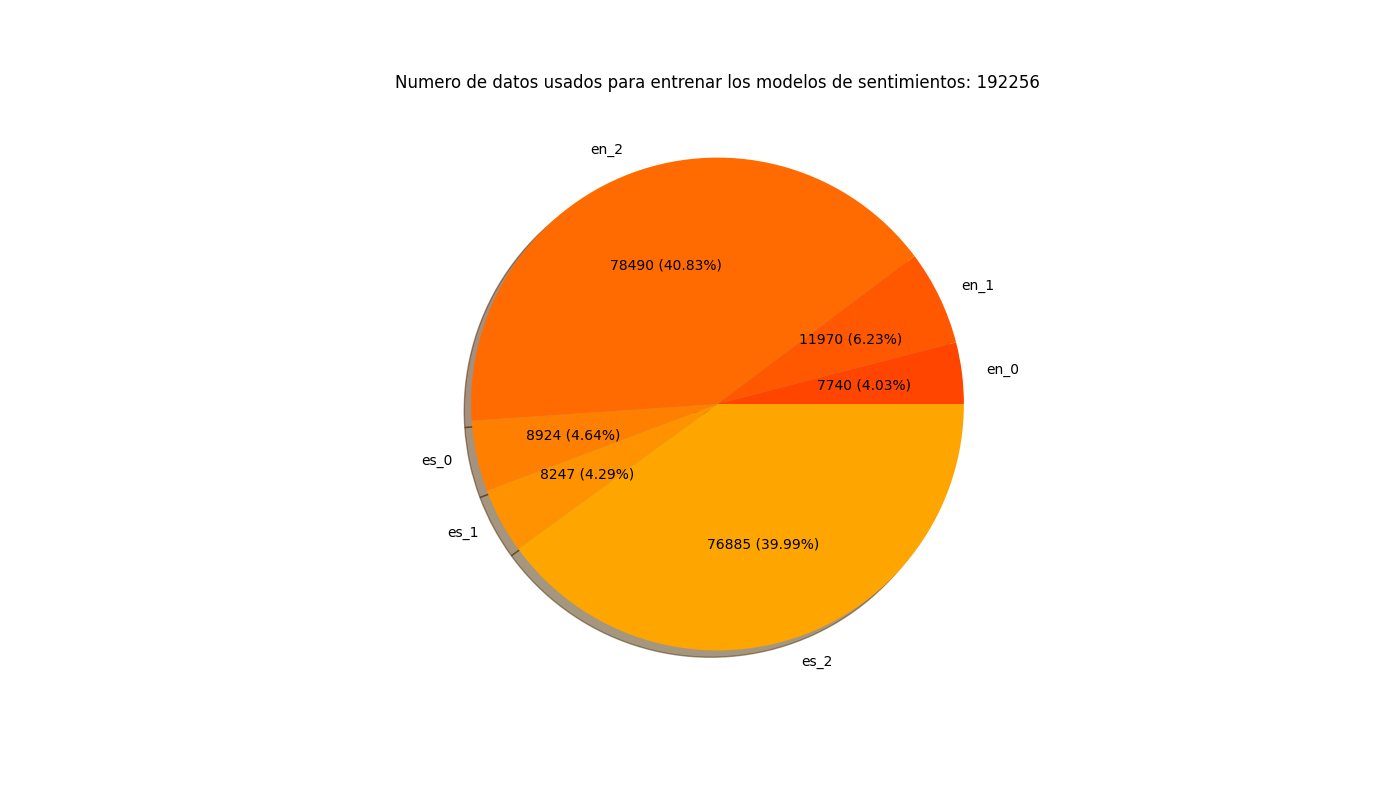 Numero de datos usados para entrenar los modelos de sentimientos: 192256
en_2
78490 (40.83%)
en_1
11970 (6.23%)
en_0
7740 (4.03%)
8924 (4.64%)
es_0
8247 (4.29%)
es_1
76885 (39.99%)
es_2